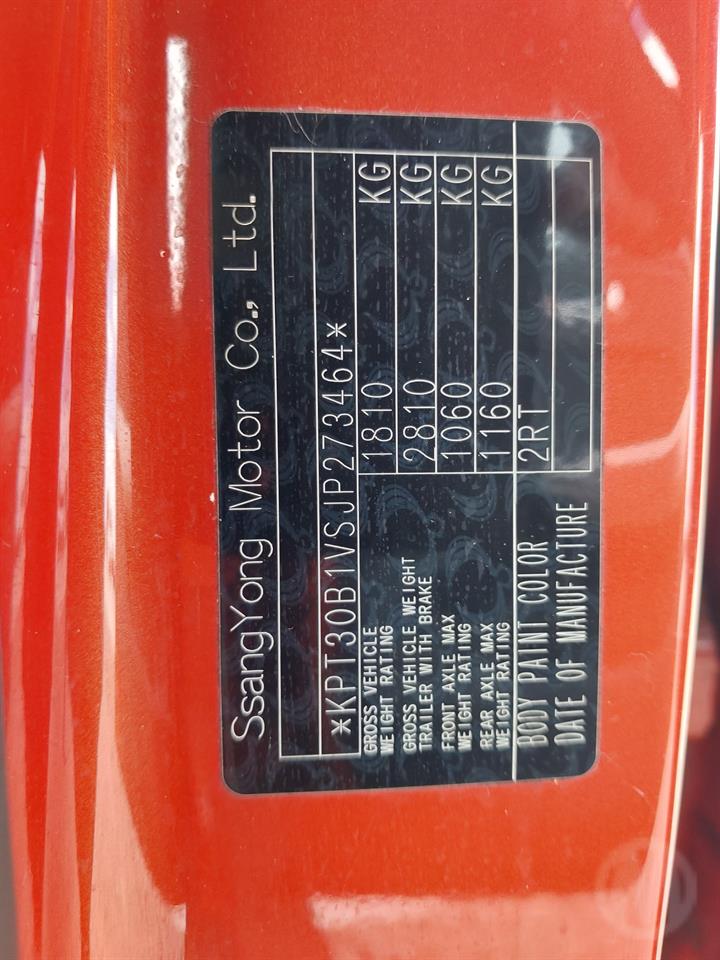 SsangYong Motor Co., Ltd.
*KPT30B1VSJP273464*
GROSS VEHICLE
WEIGHT RATING 1810 KG
GROSS VEHICLE WEIGHT
TRAILER WITH BRAKE 2810 KG
FRONT AXLE MAX
WEIGHT RATING 1060 KG
REAR AXLE MAX
WEIGHT RATING 1160 KG
BODY PAINT COLOR 2RT
DATE OF MANUFACTURE